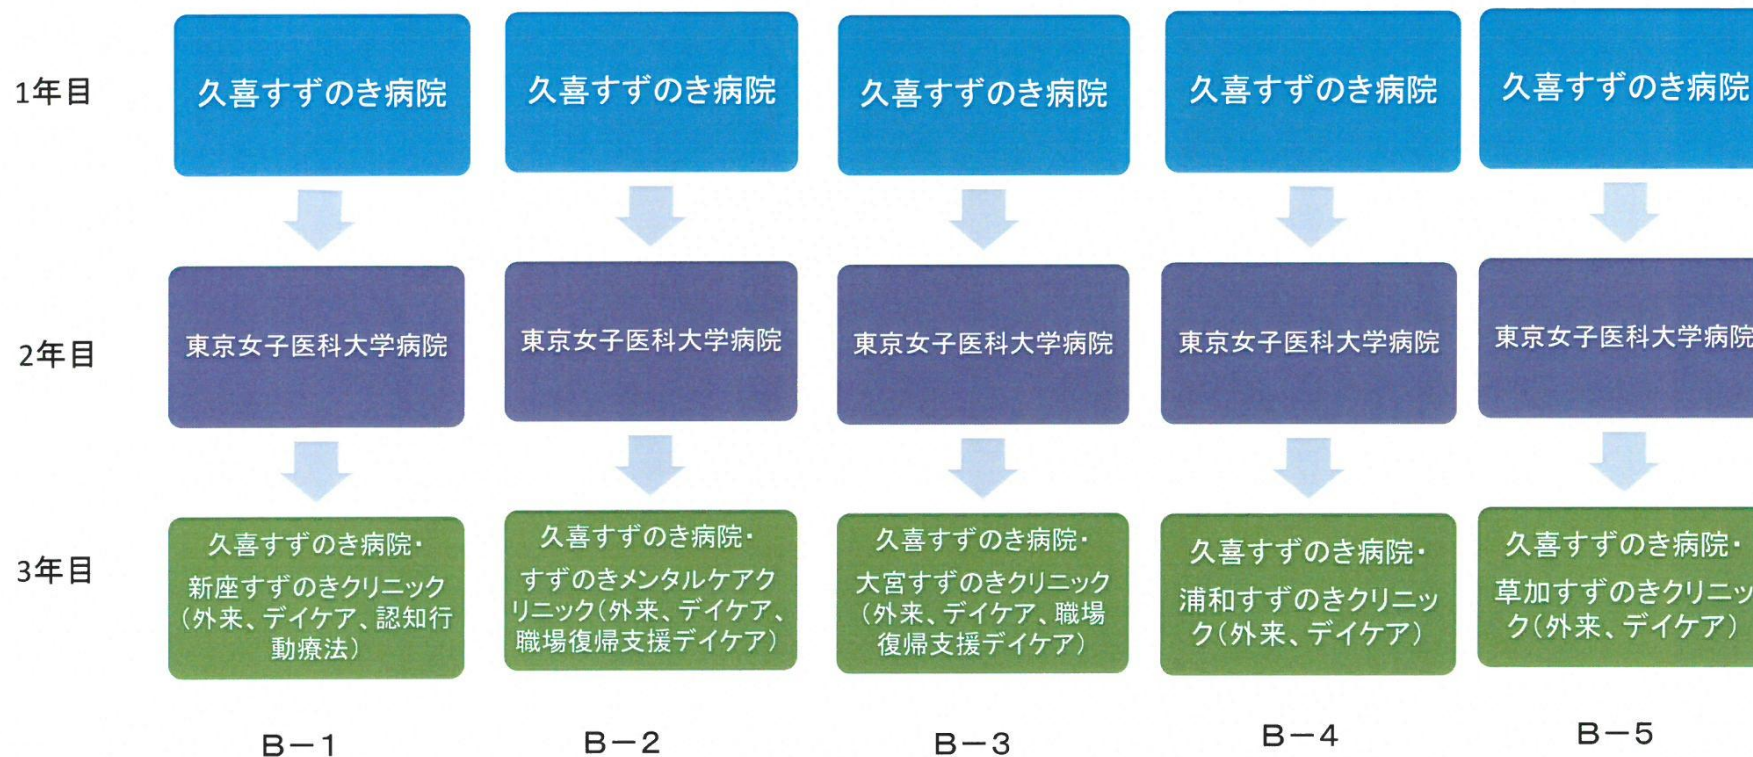 1年目
久喜すずのき病院
久喜すずのき病院
久喜すずのき病院
久喜すずのき病院
久喜すずのき病院
2年目
東京女子医科大学病院
東京女子医科大学病院
東京女子医科大学病院
東京女子医科大学病院
東京女子医科大学病院
3年目
久喜すずのき病院・
新座すずのきクリニック
(外来、デイケア、認知行
動療法)
久喜すずのき病院・
すずのきメンタルケアク
リニック(外来、デイケア、
職場復帰支援デイケア)
久喜すずのき病院・
大宮すずのきクリニック
(外来、デイケア、職場
復帰支援デイケア)
久喜すずのき病院・
浦和すずのきクリニッ
ク(外来、デイケア)
久喜すずのき病院・
草加すずのきクリニッ
ク(外来、デイケア)
B－1
B－2
B－3
B－4
B－5